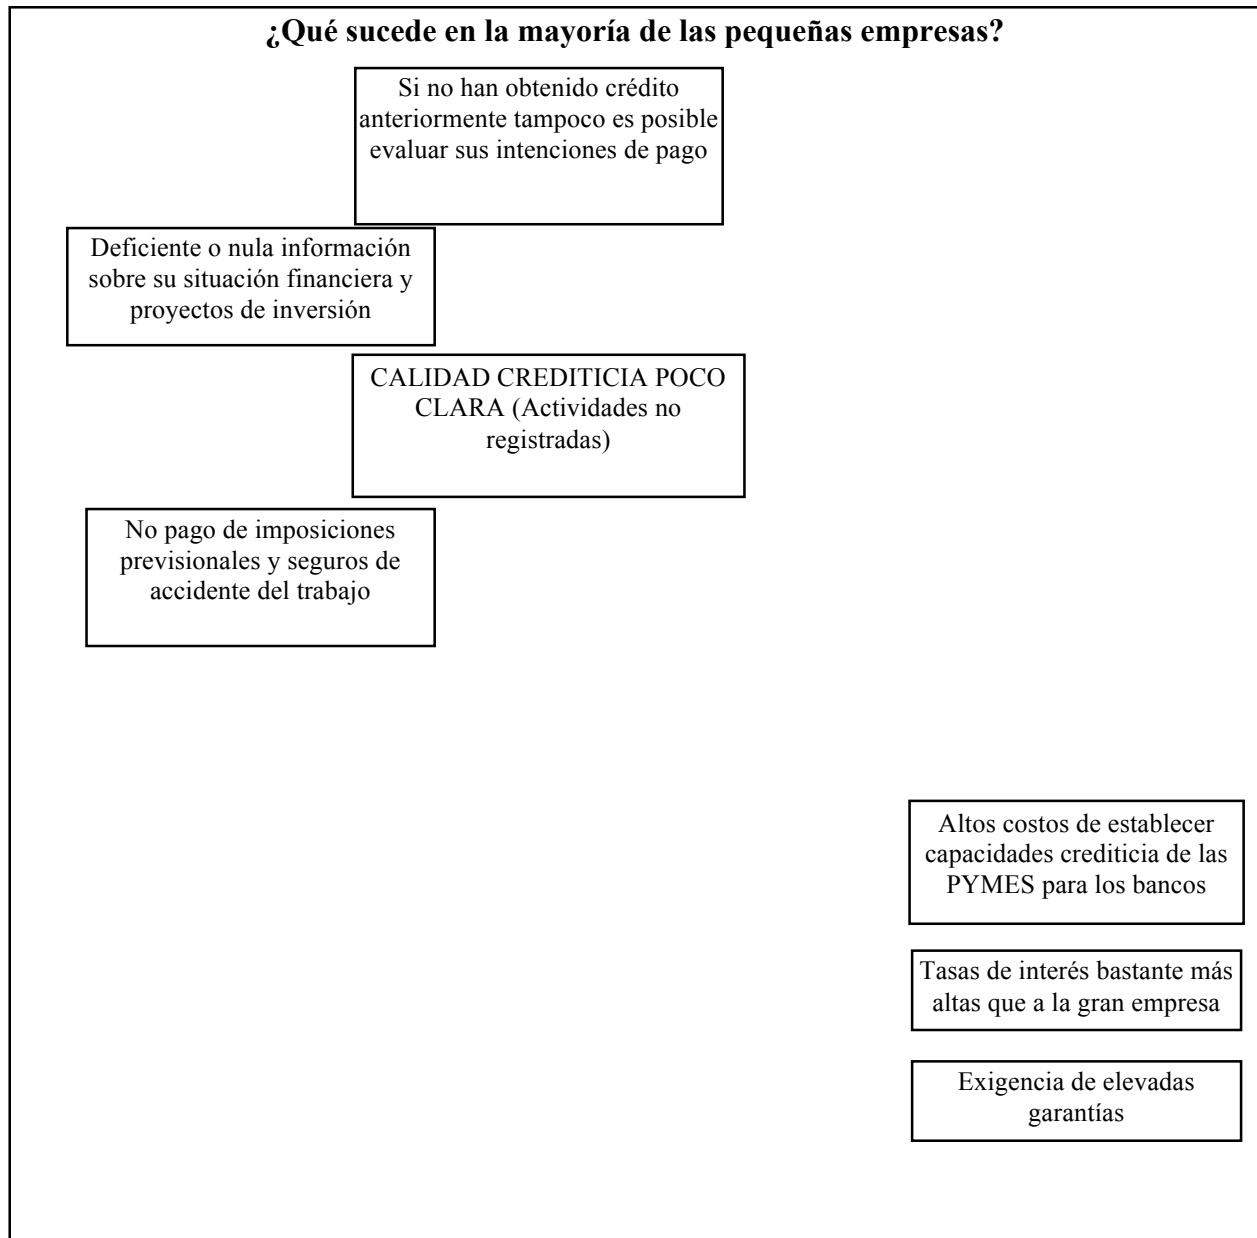 ¿Qué sucede en la mayoría de las pequeñas empresas?
Si no han obtenido crédito
anteriormente tampoco es posible
evaluar sus intenciones de pago
Deficiente o nula información
sobre su situación financiera y
proyectos de inversión
CALIDAD CREDITICIA POCO
CLARA (Actividades no
registradas)
No pago de imposiciones
previsionales y seguros de
accidente del trabajo
Altos costos de establecer
capacidades crediticia de las
PYMES para los bancos
Tasas de interés bastante más
altas que a la gran empresa
Exigencia de elevadas
garantías